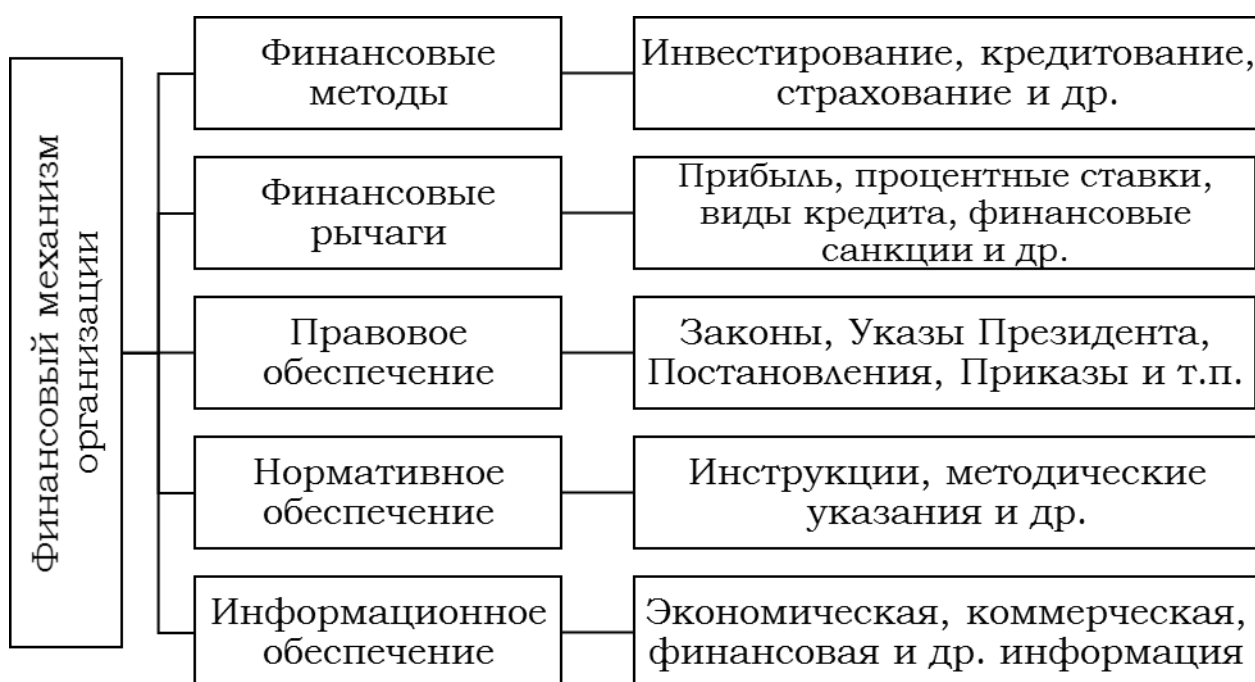 Финансовый механизм
организации
Финансовые
методы
Инвестирование, кредитование,
страхование и др.
Финансовые
рычаги
Прибыль, процентные ставки,
виды кредита, финансовые
санкции и др.
Правовое
обеспечение
Законы, Указы Президента,
Постановления, Приказы и т.п.
Нормативное
обеспечение
Инструкции, методические
указания и др.
Информационное
обеспечение
Экономическая, коммерческая,
финансовая и др. информация